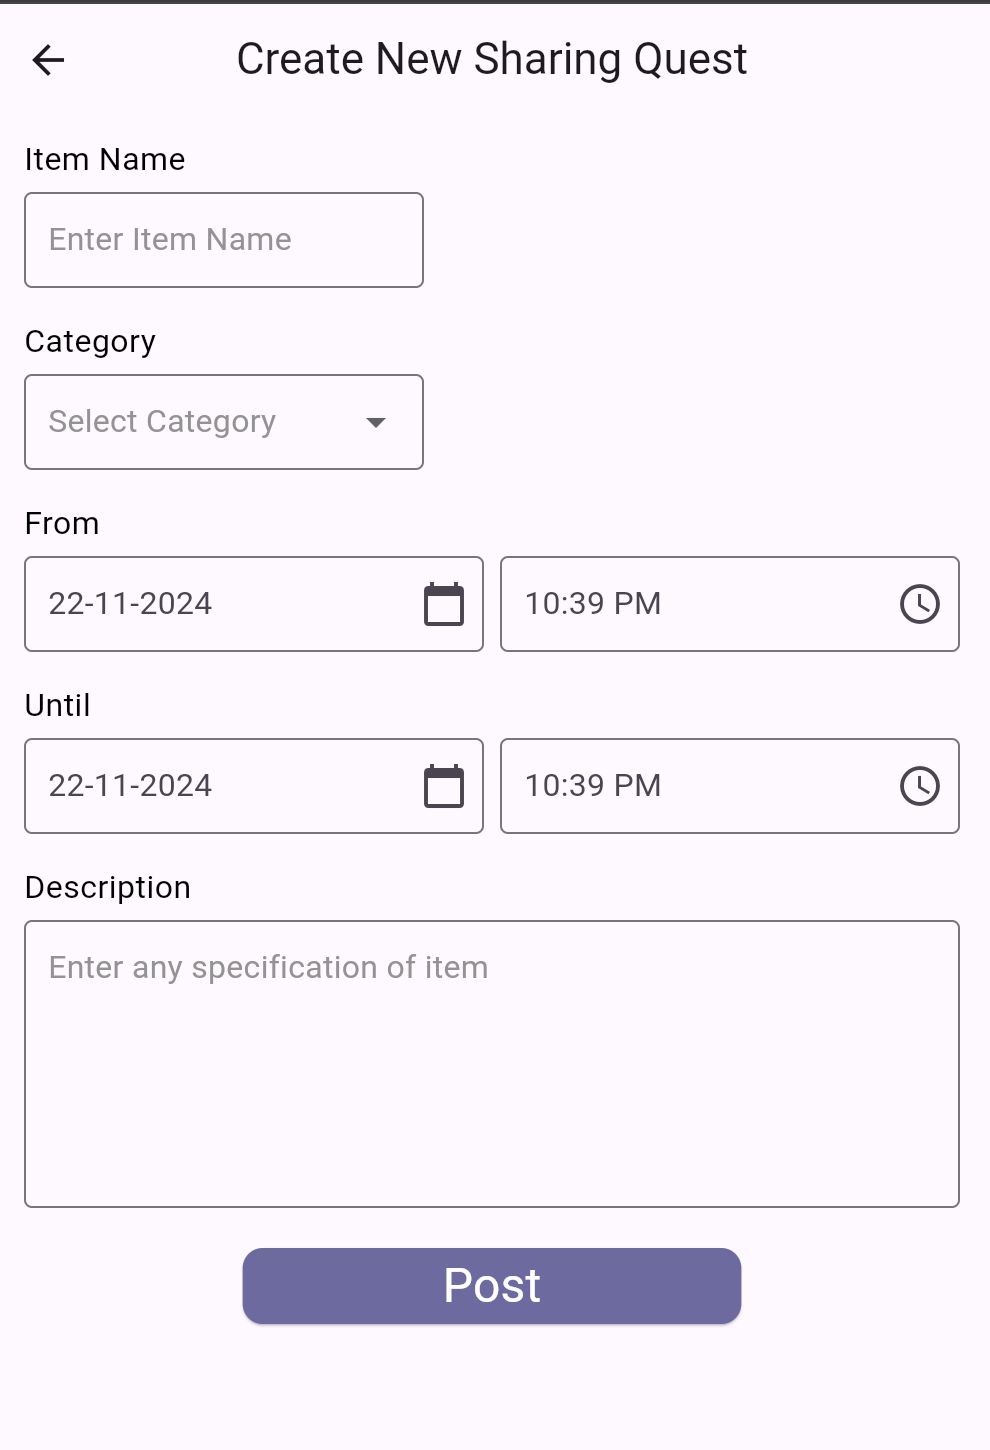 Create New Sharing Quest
Item Name
Enter Item Name
Category
Select Category
From
22-11-2024 10:39 PM
Until
22-11-2024 10:39 PM
Description
Enter any specification of item
Post